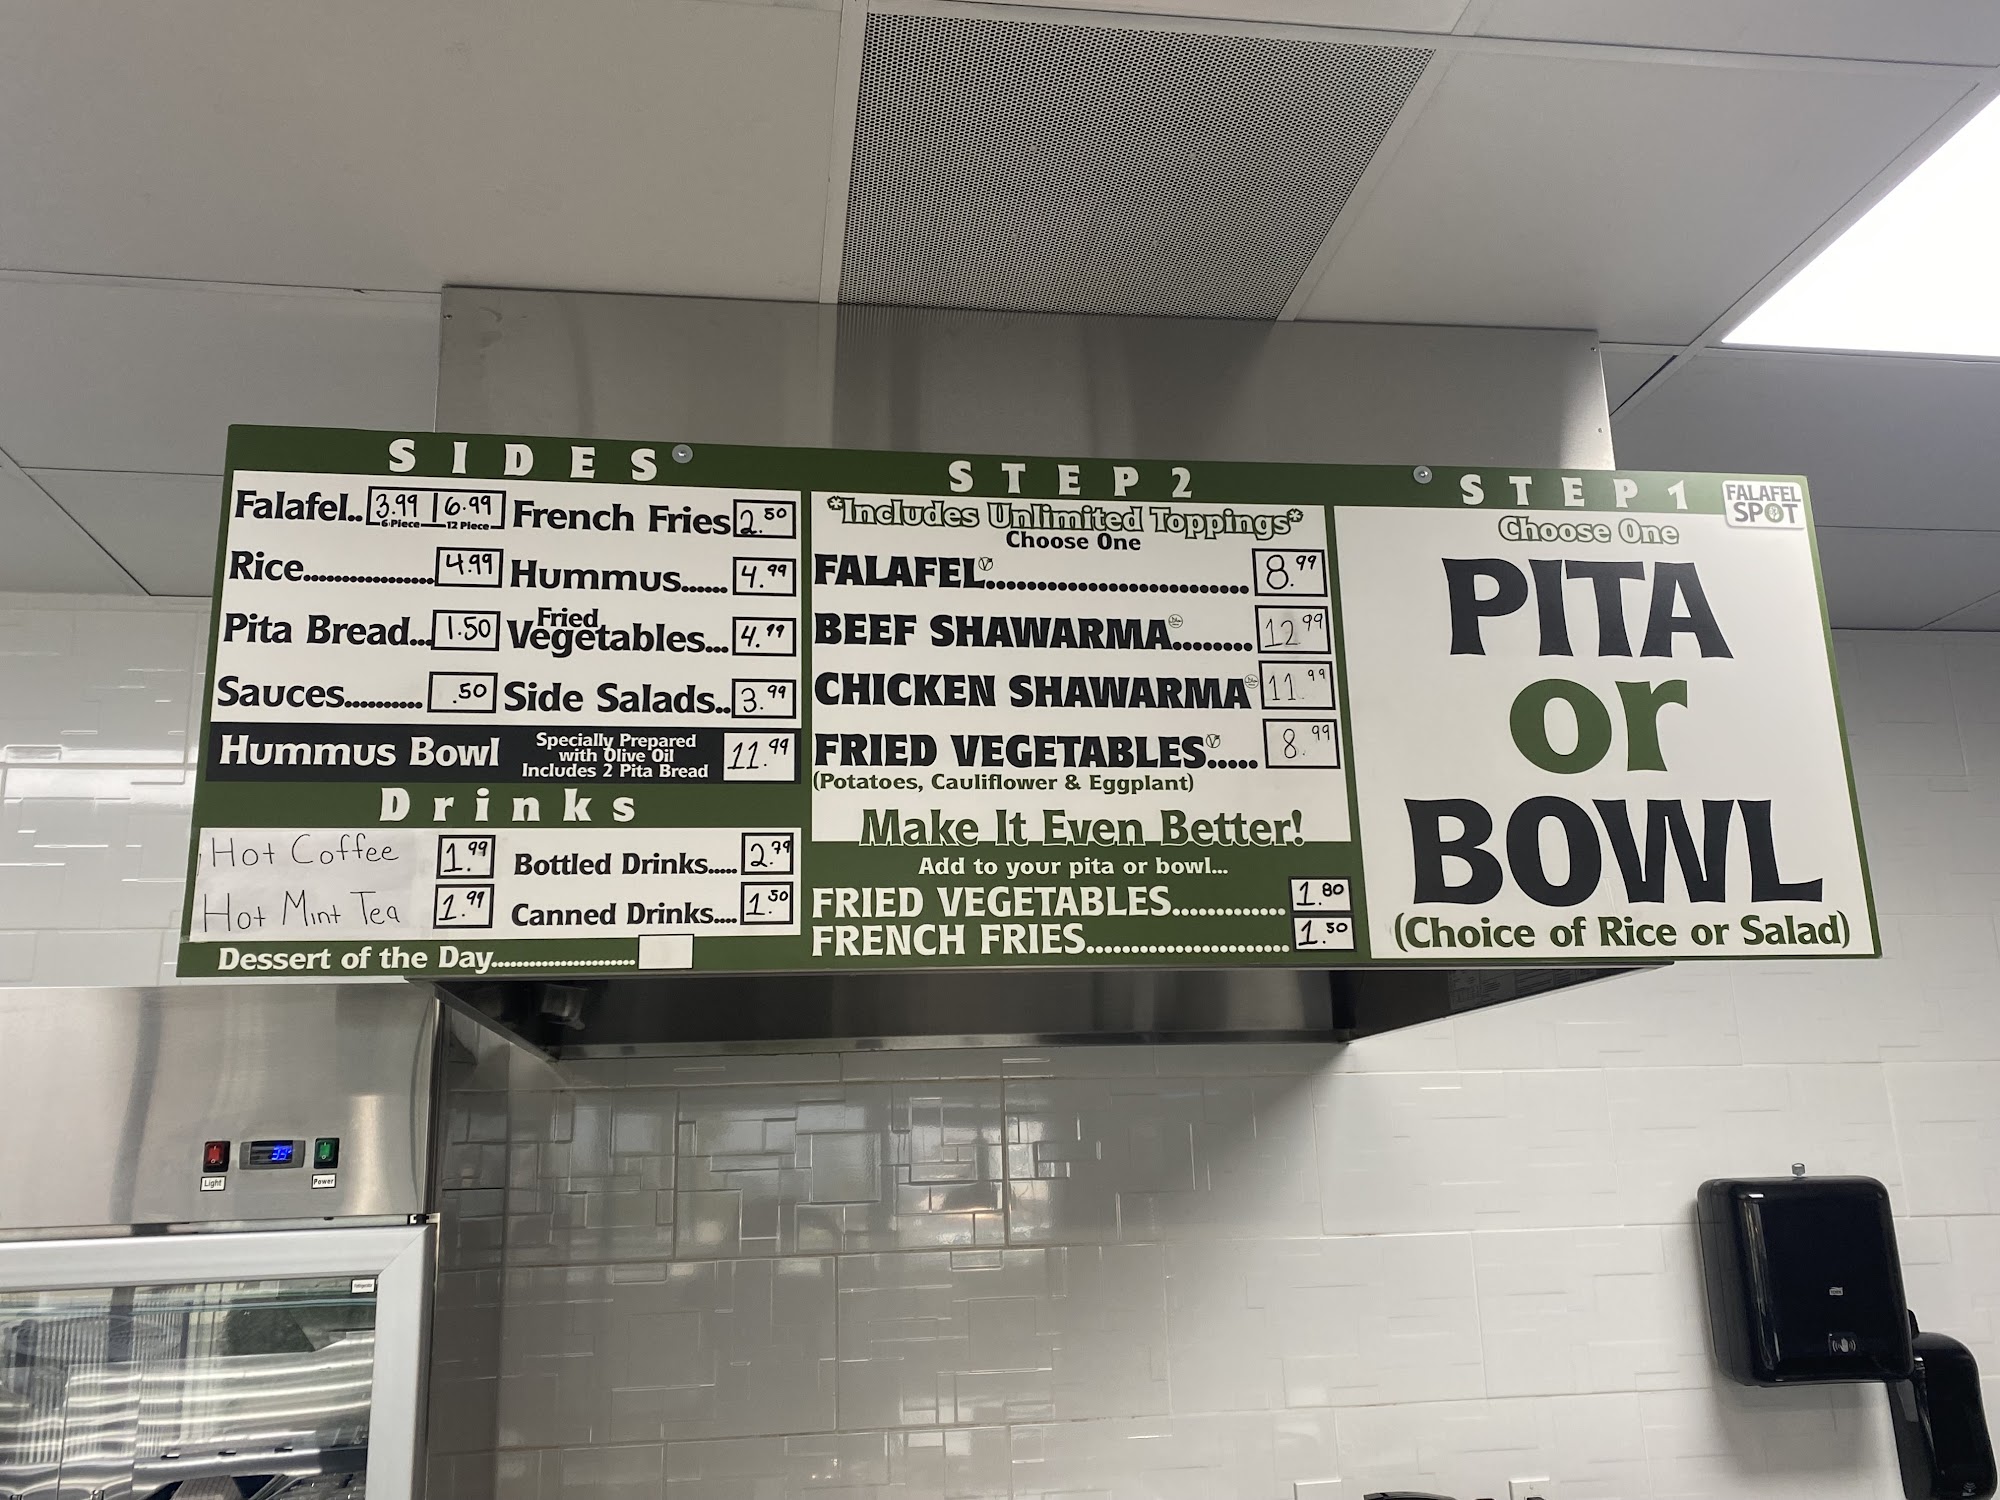 SIDES
Falafel.. 3.99 6 Piece 6.99 12 Piece
Rice 4.99
Pita Bread... 1.50
Sauces .50
French Fries 2.50
Hummus 4.99
Fried
Vegetables... 4.99
Side Salads.. 3.99
Hummus Bowl
Specially Prepared
with Olive Oil
Includes 2 Pita Bread
11.99
Drinks
Hot Coffee 1.99
Hot Mint Tea 1.99
Bottled Drinks..... 2.79
Canned Drinks.... 1.50
Dessert of the Day
STEP 2
*Includes Unlimited Toppings*
Choose One
FALAFEL 8.99
BEEF SHAWARMA 12.99
CHICKEN SHAWARMA 11.99
FRIED VEGETABLES 8.99
(Potatoes, Cauliflower & Eggplant)
Make It Even Better!
Add to your pita or bowl...
FRIED VEGETABLES 1.80
FRENCH FRIES 1.50
STEP 1
FALAFEL
SPOT
Choose One
PITA
or
BOWL
(Choice of Rice or Salad)
33°
Light
Power